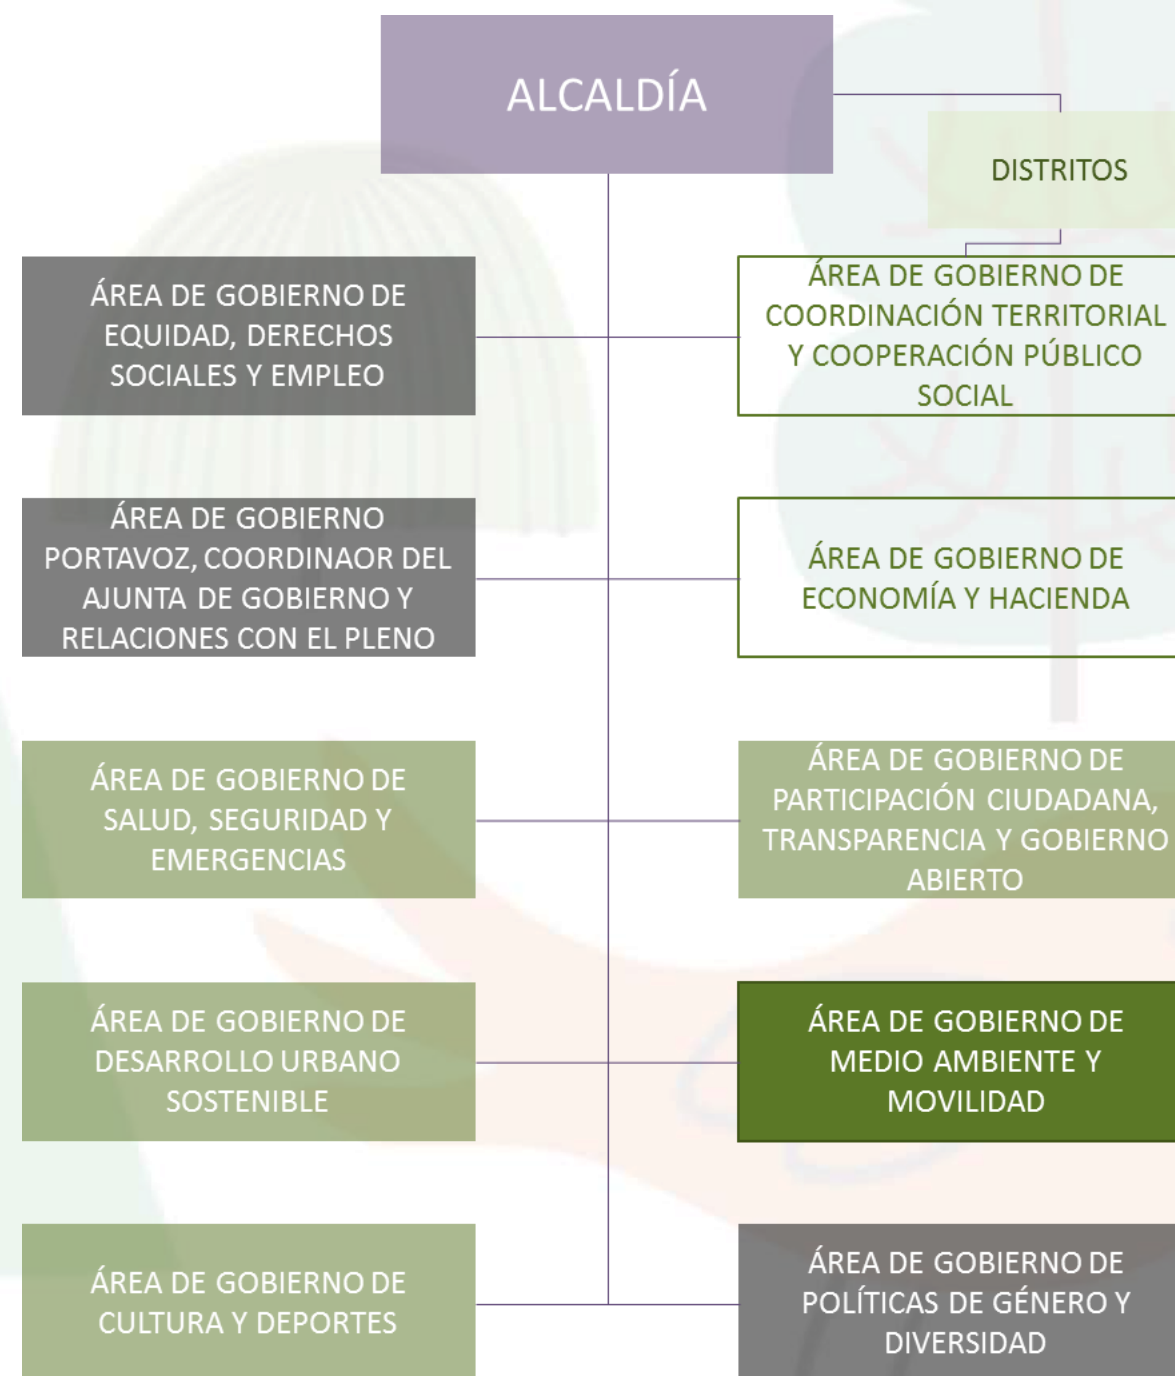 ALCALDÍA
DISTRITOS
ÁREA DE GOBIERNO DE
EQUIDAD, DERECHOS
SOCIALES Y EMPLEO
ÁREA DE GOBIERNO DE
COORDINACIÓN TERRITORIAL
Y COOPERACIÓN PÚBLICO
SOCIAL
ÁREA DE GOBIERNO
PORTAVOZ, COORDINAOR DEL
AJUNTA DE GOBIERNO Y
RELACIONES CON EL PLENO
ÁREA DE GOBIERNO DE
ECONOMÍA Y HACIENDA
ÁREA DE GOBIERNO DE
SALUD, SEGURIDAD Y
EMERGENCIAS
ÁREA DE GOBIERNO DE
PARTICIPACIÓN CIUDADANA,
TRANSPARENCIA Y GOBIERNO
ABIERTO
ÁREA DE GOBIERNO DE
DESARROLLO URBANO
SOSTENIBLE
ÁREA DE GOBIERNO DE
MEDIO AMBIENTE Y
MOVILIDAD
ÁREA DE GOBIERNO DE
CULTURA Y DEPORTES
ÁREA DE GOBIERNO DE
POLÍTICAS DE GÉNERO Y
DIVERSIDAD